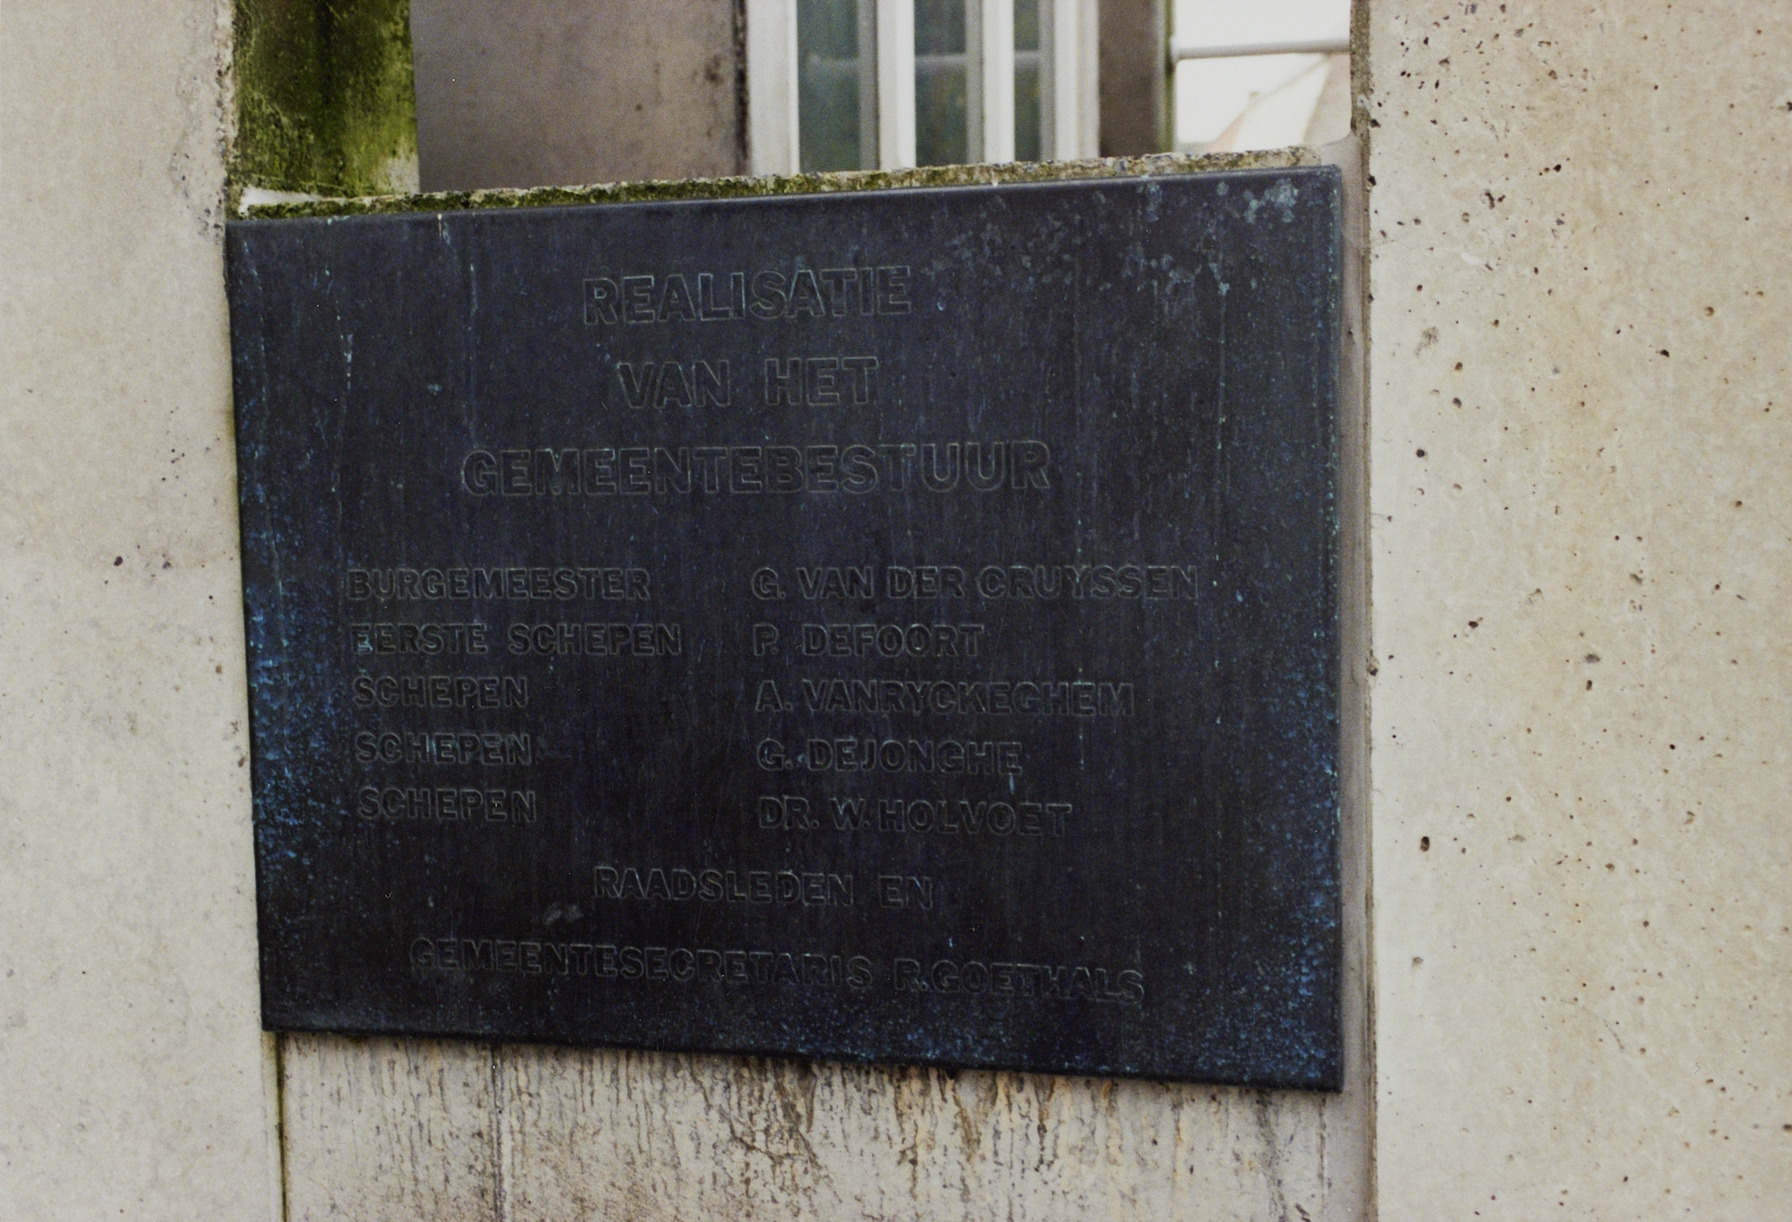 REALISATIE
VAN HET
GEMEENTEBESTUUR
BURGEMEESTER G. VAN DER CRUYSSEN
EERSTE SCHEPEN P. DEFOORT
SCHEPEN A. VANRYCKEGHEM
SCHEPEN G. DEJONGHE
SCHEPEN DR. W. HOLVOET
RAADSLEDEN EN
GEMEENTESECRETARIS R. GOETHALS